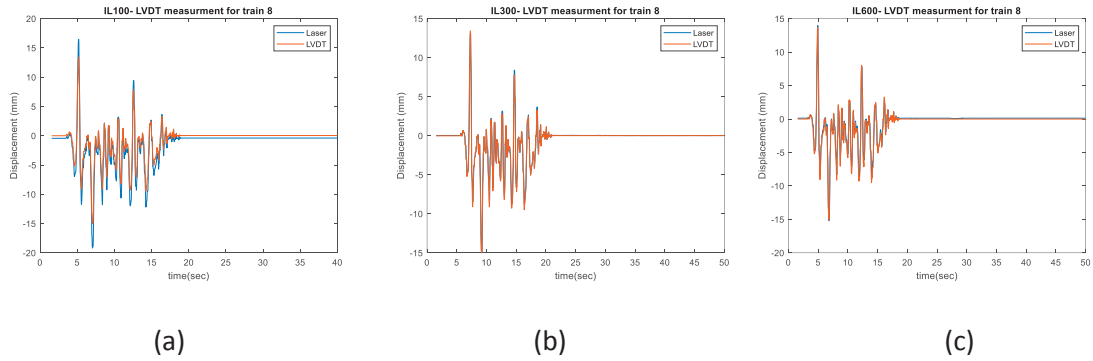 IL100- LVDT measurment for train 8
20
15
10
5
0
-5
-10
-15
-20
Displacement (mm)
0 5 10 15 20 25 30 35 40
time(sec)
Laser
LVDT
(a)
IL300- LVDT measurment for train 8
15
10
5
0
-5
-10
-15
Displacement (mm)
0 5 10 15 20 25 30 35 40 45 50
time(sec)
Laser
LVDT
(b)
IL600- LVDT measurment for train 8
15
10
5
0
-5
-10
-15
-20
Displacement (mm)
0 5 10 15 20 25 30 35 40 45 50
time(sec)
Laser
LVDT
(c)